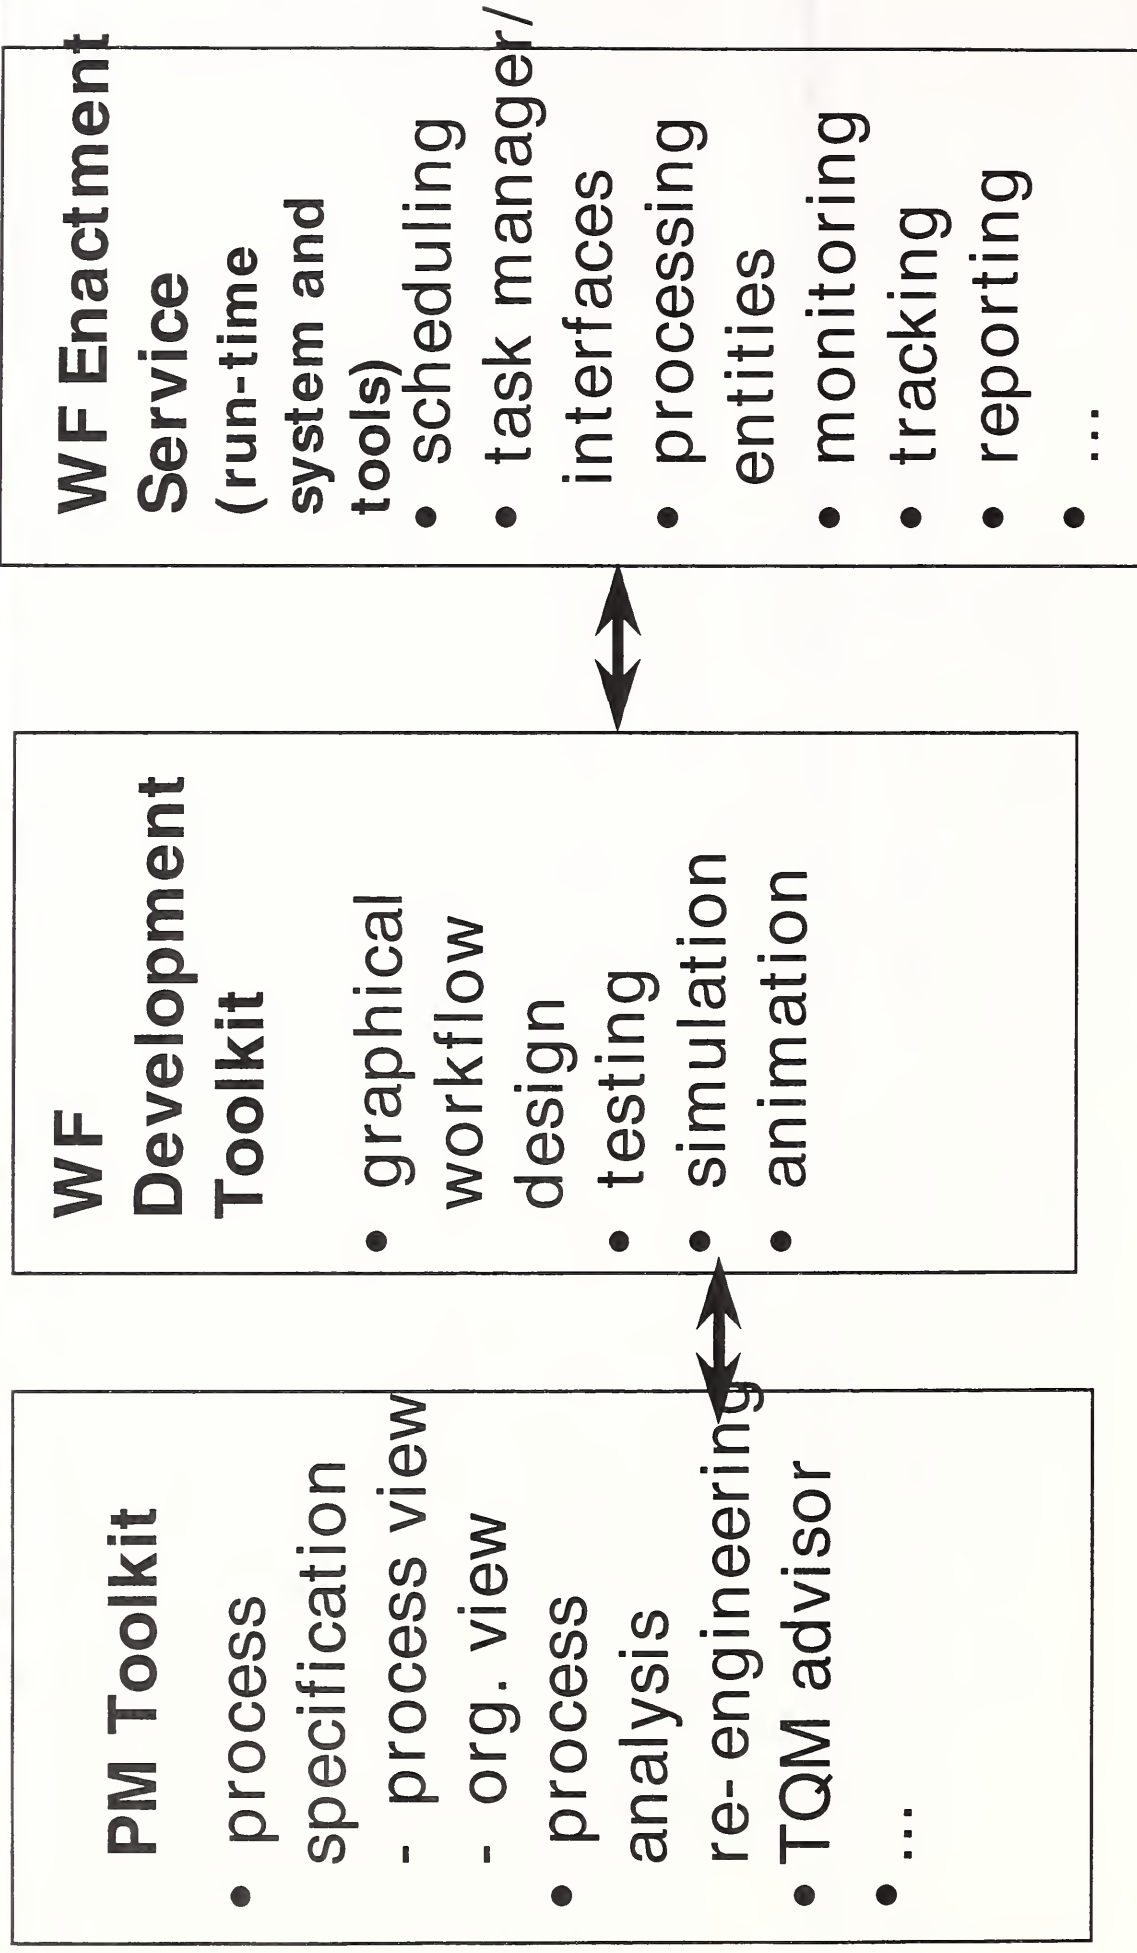 PM Toolkit
• process
specification
- process view
- org. view
• process
analysis
re- engineering
• TQM advisor
• ...
WF
Development
Toolkit
• graphical
workflow
design
• testing
• simulation
• animation
WF Enactment
Service
(run-time
system and
tools)
• scheduling
• task manager/
interfaces
• processing
entities
• monitoring
• tracking
• reporting
• ...